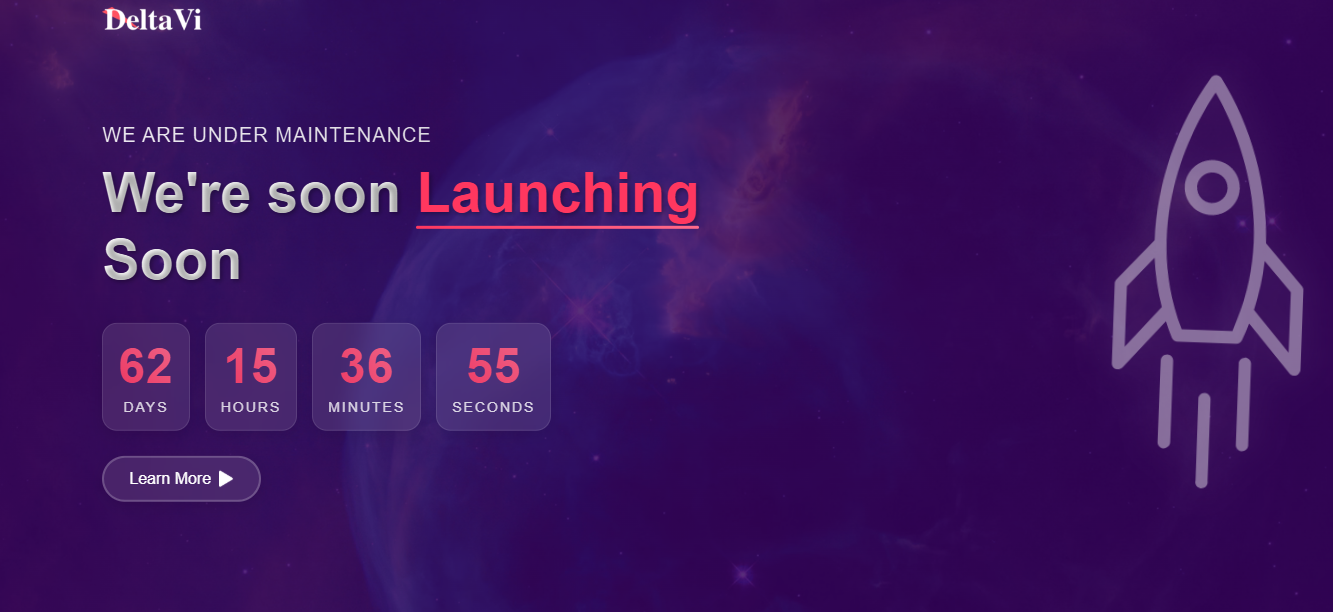 DeltaVi
WE ARE UNDER MAINTENANCE
We're soon Launching
Soon
62 15 36 55
DAYS HOURS MINUTES SECONDS
Learn More